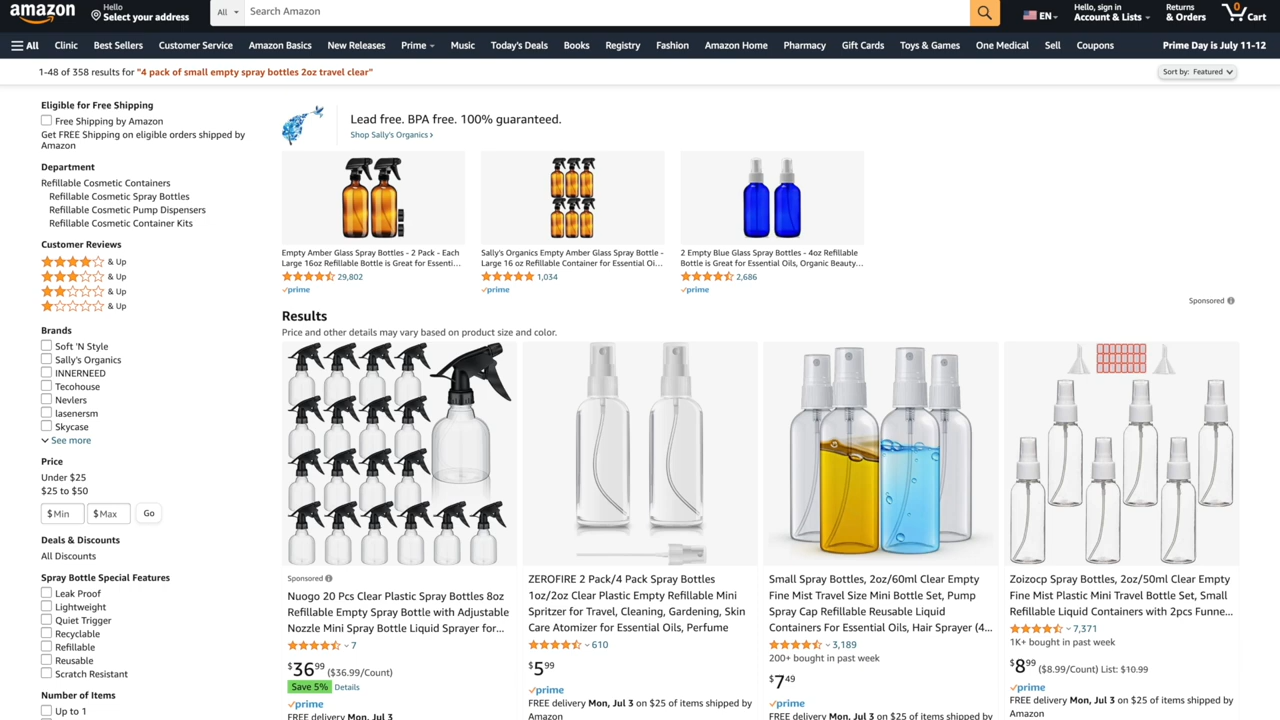 amazon
Hello
Select your address
All
Search Amazon
EN
Hello, sign in
Account & Lists
Returns
& Orders
0
Cart
All
Clinic
Best Sellers
Customer Service
Amazon Basics
New Releases
Prime
Music
Today's Deals
Books
Registry
Fashion
Amazon Home
Pharmacy
Gift Cards
Toys & Games
One Medical
Sell
Coupons
Prime Day is July 11-12
1-48 of 358 results for "4 pack of small empty spray bottles 2oz travel clear"
Sort by: Featured
Eligible for Free Shipping
Free Shipping by Amazon
Get FREE Shipping on eligible orders shipped by
Amazon
Department
Refillable Cosmetic Containers
Refillable Cosmetic Spray Bottles
Refillable Cosmetic Pump Dispensers
Refillable Cosmetic Container Kits
Customer Reviews
& Up
& Up
& Up
& Up
Brands
Soft 'N Style
Sally's Organics
INNERNEED
Tecohouse
Nevlers
lasenersm
Skycase
See more
Price
Under $25
$25 to $50
$ Min
$ Max
Go
Deals & Discounts
All Discounts
Spray Bottle Special Features
Leak Proof
Lightweight
Quiet Trigger
Recyclable
Refillable
Reusable
Scratch Resistant
Number of Items
Up to 1
Lead free. BPA free. 100% guaranteed.
Shop Sally's Organics ›
Empty Amber Glass Spray Bottles - 2 Pack - Each
Large 16oz Refillable Bottle is Great for Essenti...
29,802
prime
Sally's Organics Empty Amber Glass Spray Bottle -
Large 16 oz Refillable Container for Essential Oi...
1,034
prime
2 Empty Blue Glass Spray Bottles - 4oz Refillable
Bottle is Great for Essential Oils, Organic Beauty...
2,686
prime
Sponsored
Results
Price and other details may vary based on product size and color.
Sponsored
Nuogo 20 Pcs Clear Plastic Spray Bottles 8oz
Refillable Empty Spray Bottle with Adjustable
Nozzle Mini Spray Bottle Liquid Sprayer for...
7
$3699 ($36.99/Count)
Save 5% Details
prime
FREE delivery Mon, Jul 3
ZEROFIRE 2 Pack/4 Pack Spray Bottles
1oz/2oz Clear Plastic Empty Refillable Mini
Spritzer for Travel, Cleaning, Gardening, Skin
Care Atomizer for Essential Oils, Perfume
610
$599
prime
FREE delivery Mon, Jul 3 on $25 of items shipped by
Amazon
Small Spray Bottles, 2oz/60ml Clear Empty
Fine Mist Travel Size Mini Bottle Set, Pump
Spray Cap Refillable Reusable Liquid
Containers For Essential Oils, Hair Sprayer (4...
3,189
200+ bought in past week
$749
prime
FREE delivery Mon, Jul 3 on $25 of items shipped by
Zoizocp Spray Bottles, 2oz/50ml Clear Empty
Fine Mist Plastic Mini Travel Bottle Set, Small
Refillable Liquid Containers with 2pcs Funne...
7,371
1K+ bought in past week
$899 ($8.99/Count) List: $10.99
prime
FREE delivery Mon, Jul 3 on $25 of items shipped by
Amazon